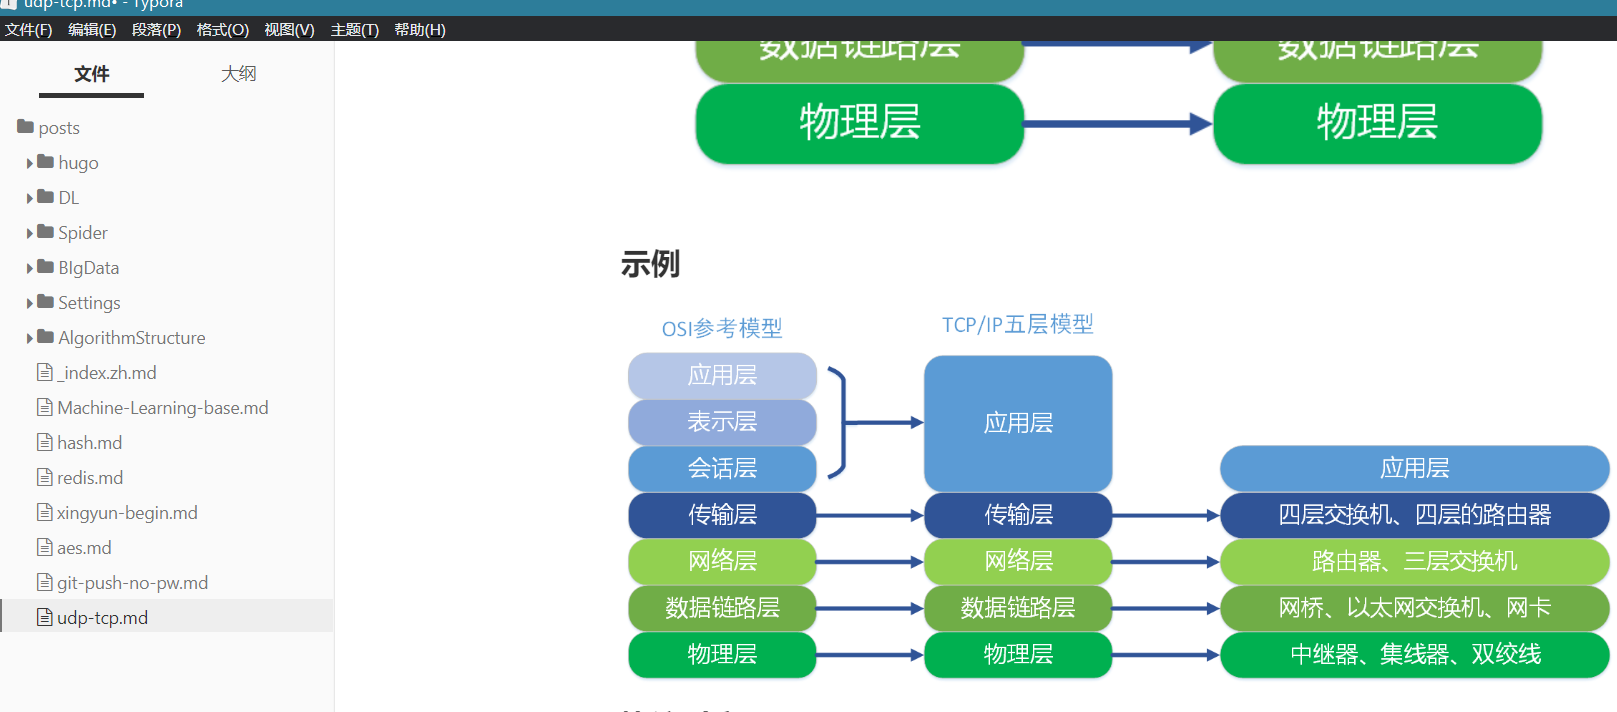 udp-tcp.md• - Typora
文件(F) 编辑(E) 段落(P) 格式(O) 视图(V) 主题(T) 帮助(H)
文件 大纲
posts
hugo
DL
Spider
BIgData
Settings
AlgorithmStructure
_index.zh.md
Machine-Learning-base.md
hash.md
redis.md
xingyun-begin.md
aes.md
git-push-no-pw.md
udp-tcp.md
数据链路层 数据链路层
物理层 物理层
示例
OSI参考模型 TCP/IP五层模型
应用层
表示层 应用层
会话层 应用层
传输层 传输层 四层交换机、四层的路由器
网络层 网络层 路由器、三层交换机
数据链路层 数据链路层 网桥、以太网交换机、网卡
物理层 物理层 中继器、集线器、双绞线